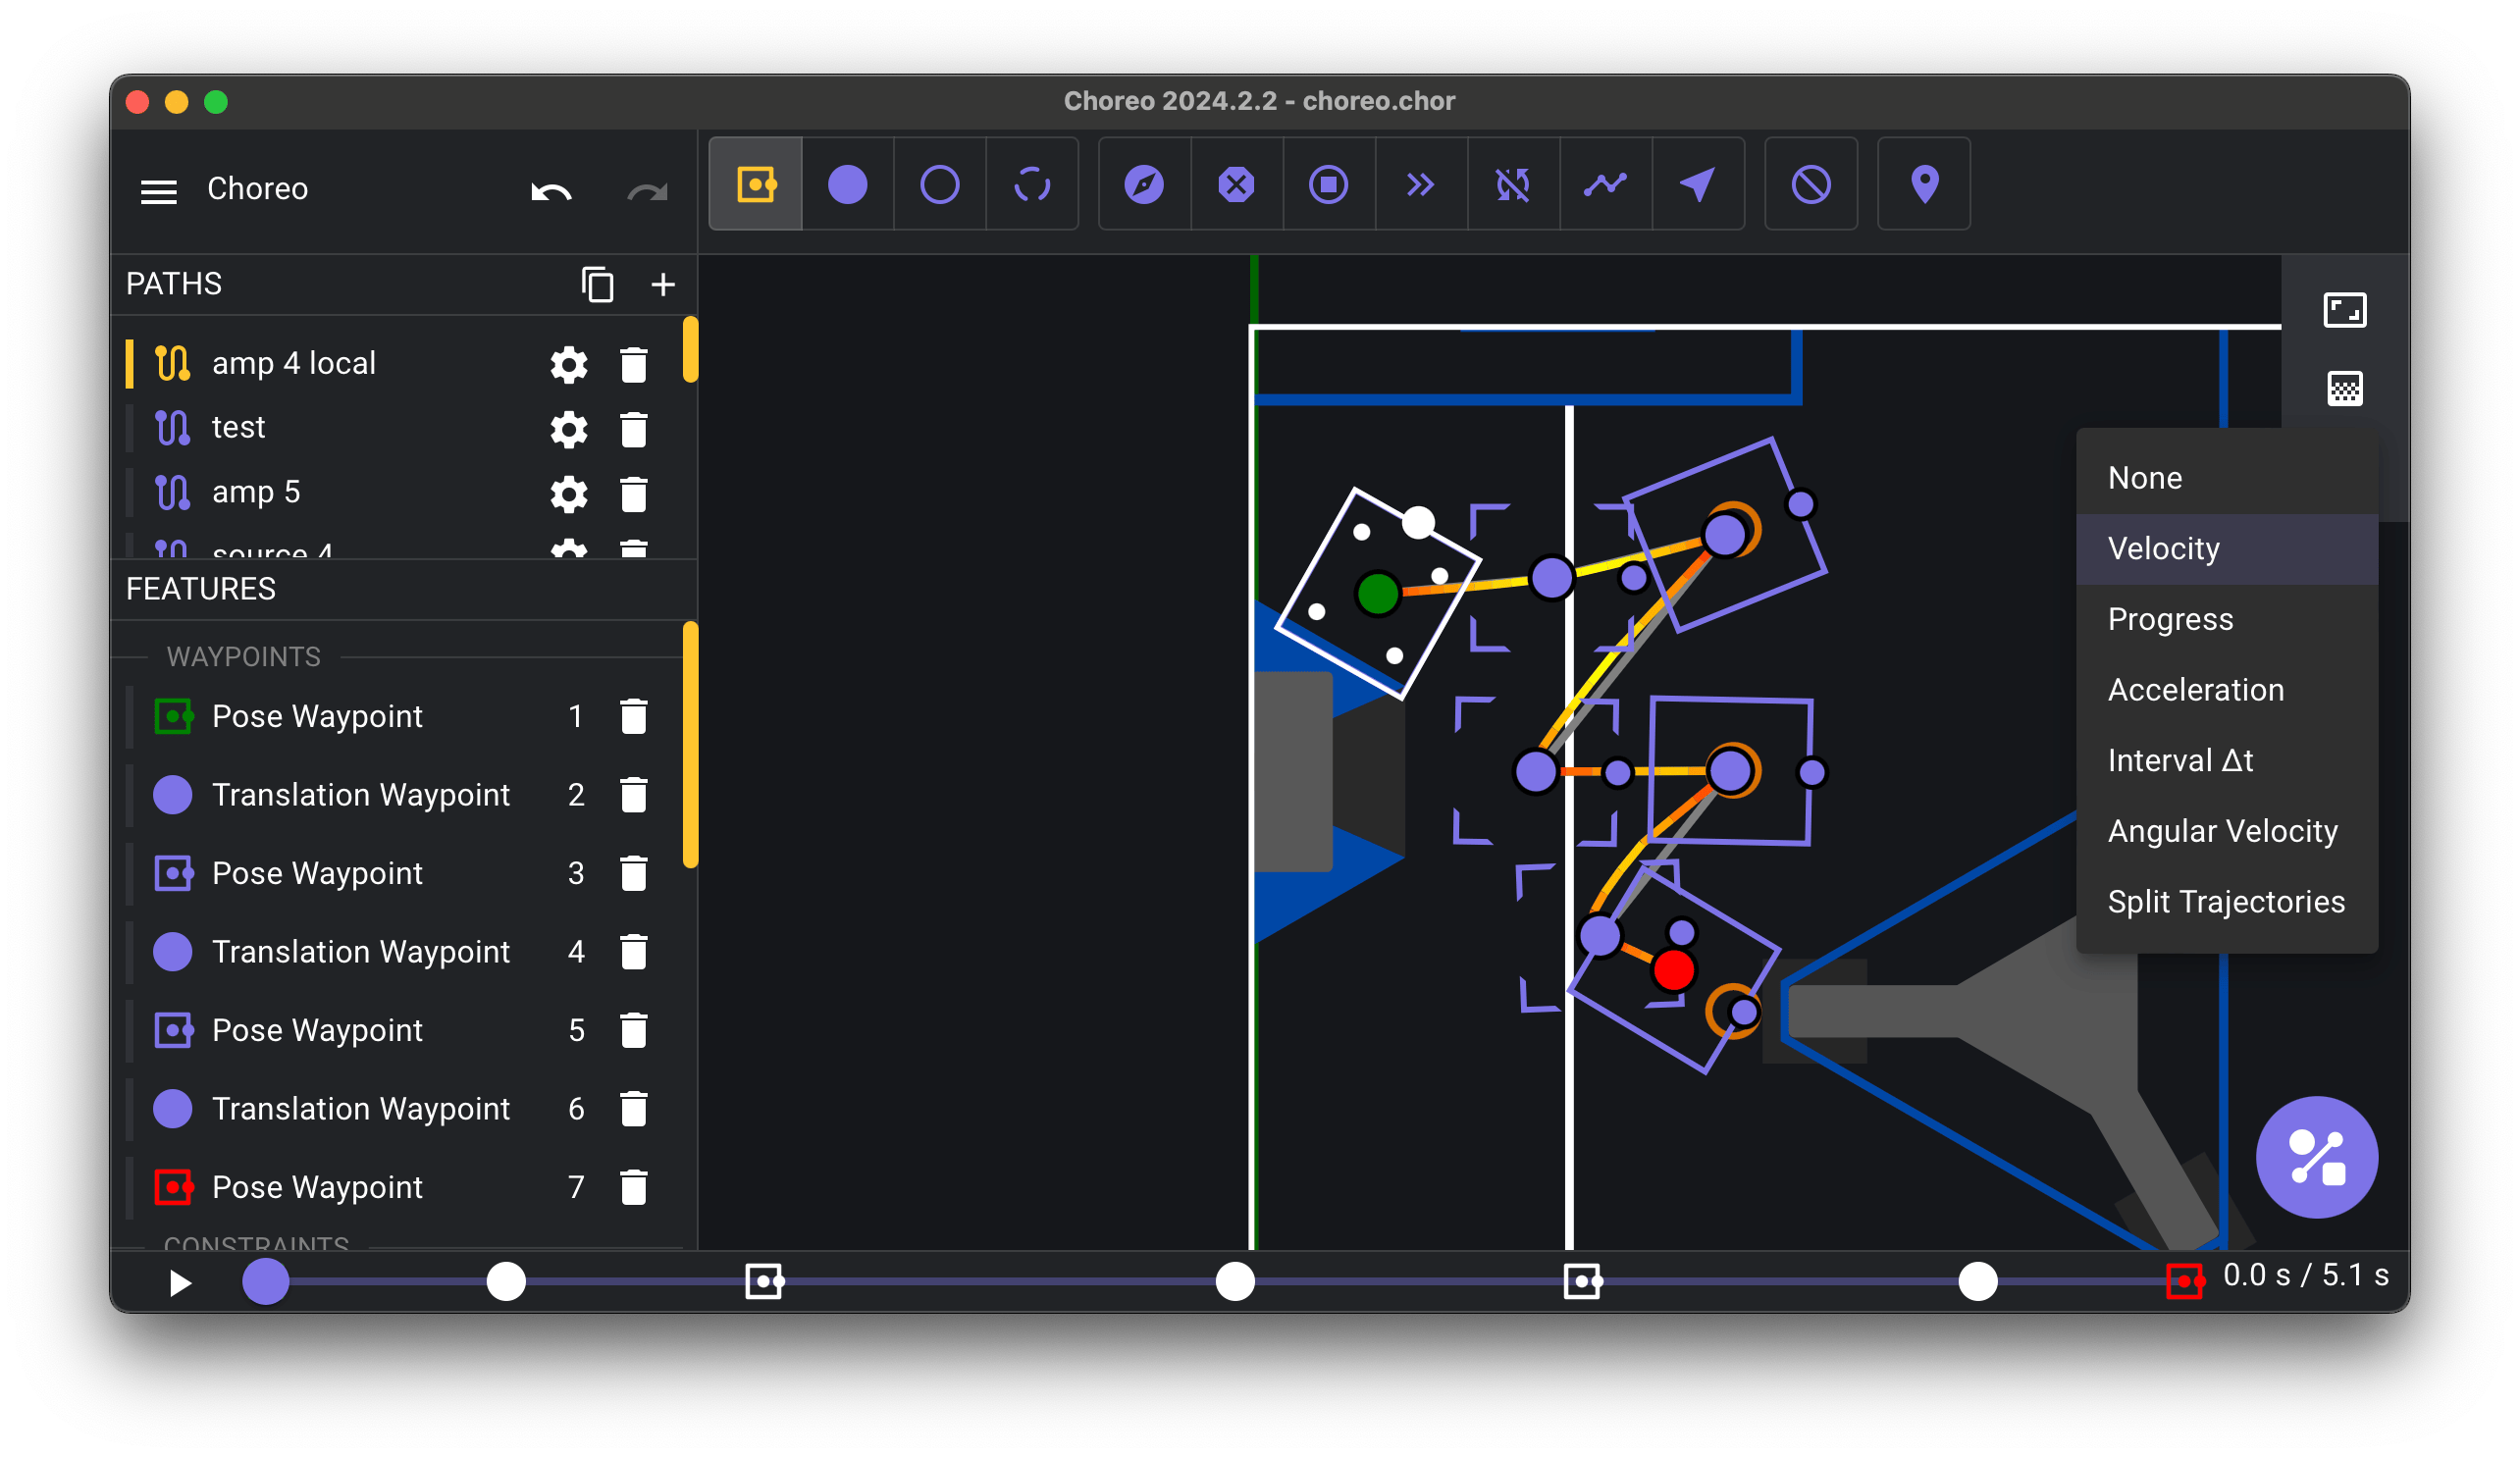 Choreo 2024.2.2 - choreo.chor
Choreo
PATHS
amp 4 local
test
amp 5
source 4
FEATURES
WAYPOINTS
Pose Waypoint 1
Translation Waypoint 2
Pose Waypoint 3
Translation Waypoint 4
Pose Waypoint 5
Translation Waypoint 6
Pose Waypoint 7
CONSTRAINTS
None
Velocity
Progress
Acceleration
Interval Δt
Angular Velocity
Split Trajectories
0.0 s / 5.1 s